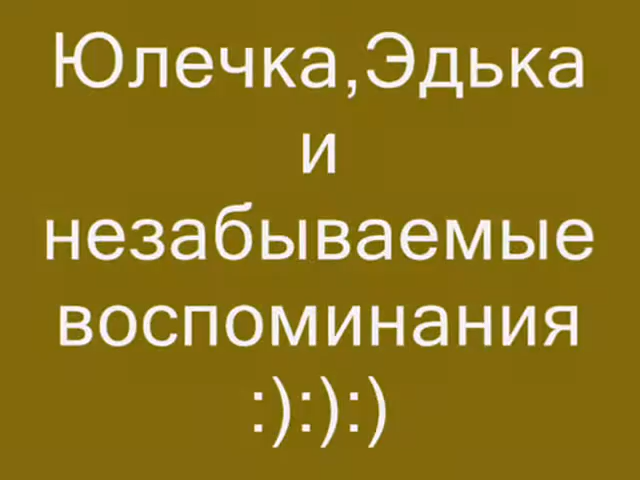 Юлечка,Эдька
и
незабываемые
воспоминания
:):):)